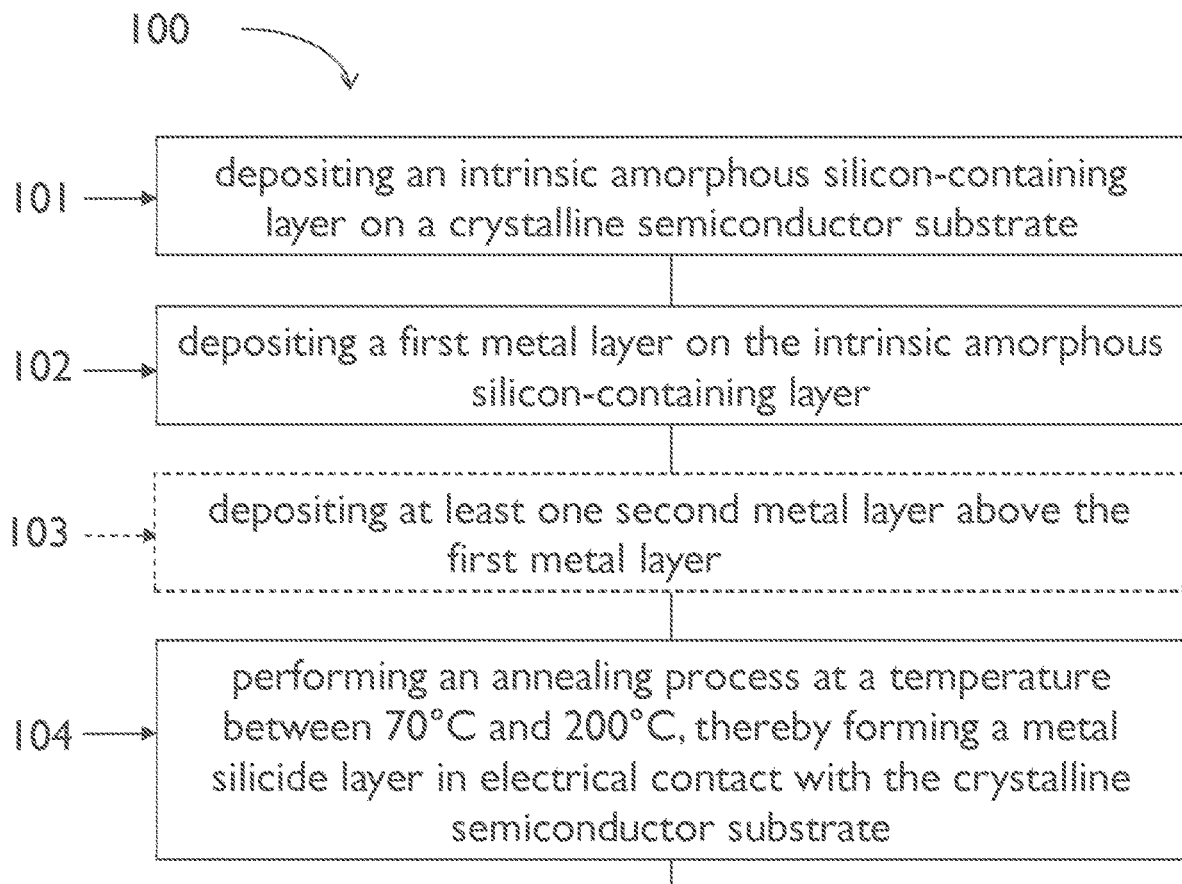 100
101
depositing an intrinsic amorphous silicon-containing
layer on a crystalline semiconductor substrate
102
depositing a first metal layer on the intrinsic amorphous
silicon-containing layer
103
depositing at least one second metal layer above the
first metal layer
104
performing an annealing process at a temperature
between 70°C and 200°C, thereby forming a metal
silicide layer in electrical contact with the crystalline
semiconductor substrate